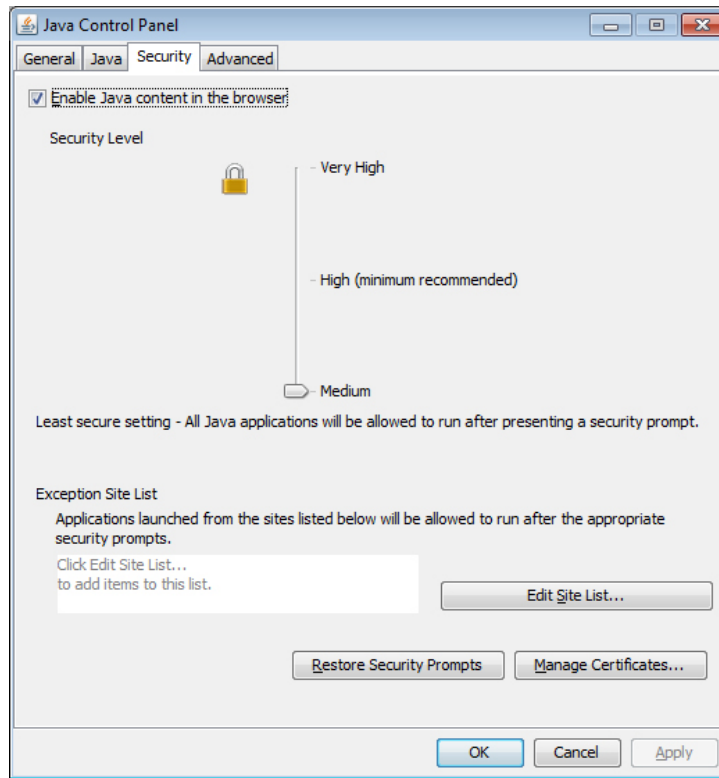 Java Control Panel
General Java Security Advanced
Enable Java content in the browser
Security Level
Very High
High (minimum recommended)
Medium
Least secure setting - All Java applications will be allowed to run after presenting a security prompt.
Exception Site List
Applications launched from the sites listed below will be allowed to run after the appropriate
security prompts.
Click Edit Site List...
to add items to this list.
Edit Site List...
Restore Security Prompts Manage Certificates...
OK Cancel Apply